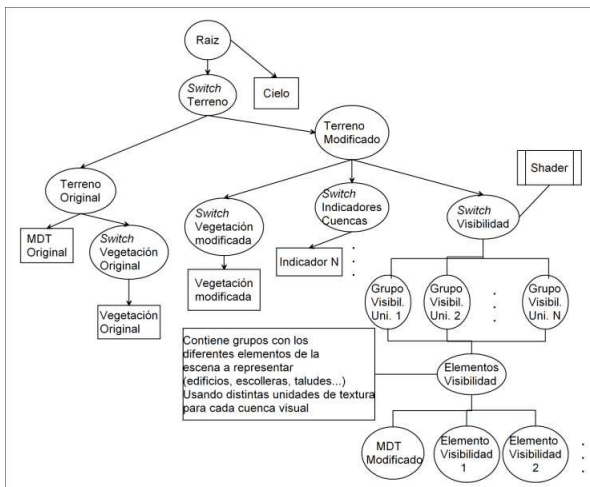 Raiz
Switch
Terreno
Cielo
Terreno
Modificado
Shader
Terreno
Original
Switch
Vegetación
modificada
Switch
Indicadores
Cuencas
Switch
Visibilidad
MDT
Original
Switch
Vegetación
Original
Indicador N
Vegetación
modificada
Vegetación
Original
Grupo
Visibil.
Uni. 1
Grupo
Visibil.
Uni. 2
Grupo
Visibil.
Uni. N
Contiene grupos con los
diferentes elementos de la
escena a representar
(edificios, escolleras, taludes...)
Usando distintas unidades de textura
para cada cuenca visual
Elementos
Visibilidad
MDT
Modificado
Elemento
Visibilidad
1
Elemento
Visibilidad
2